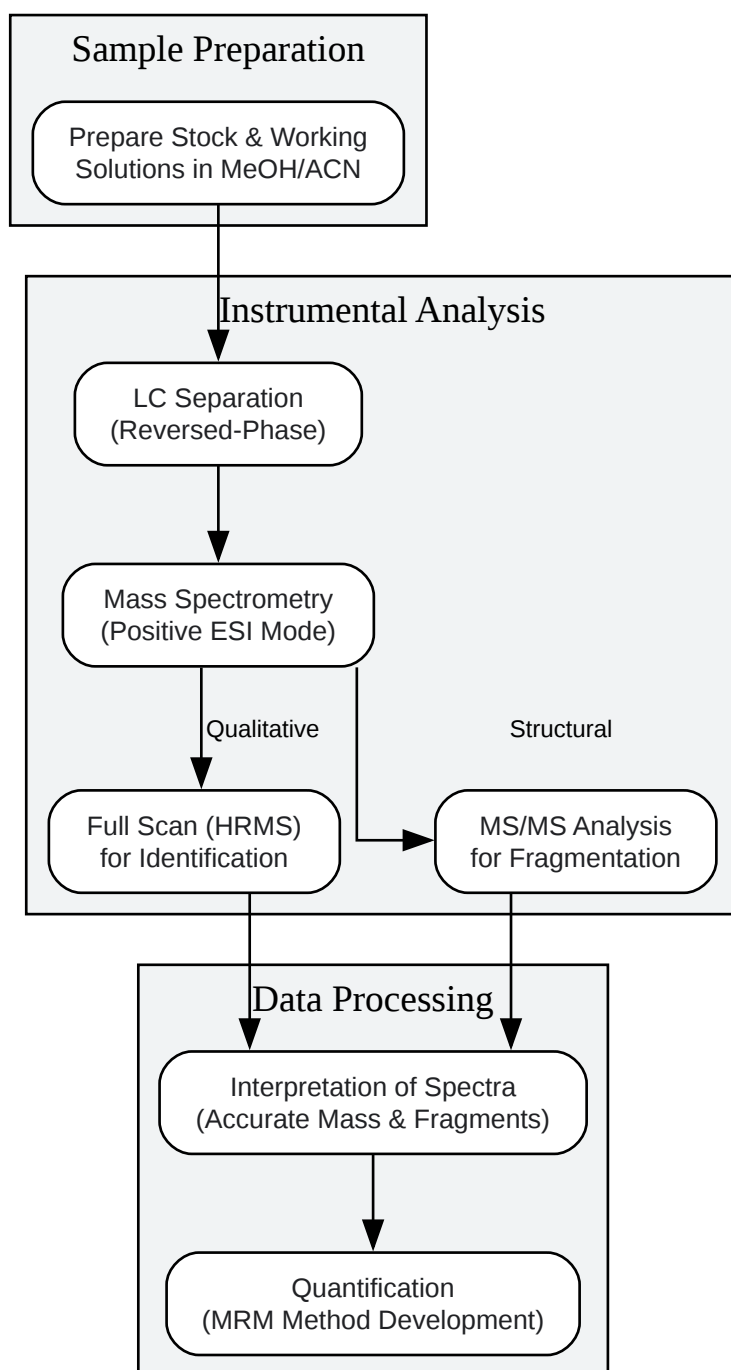 Sample Preparation
Prepare Stock & Working
Solutions in MeOH/ACN
Instrumental Analysis
LC Separation
(Reversed-Phase)
Mass Spectrometry
(Positive ESI Mode)
Qualitative
Structural
Full Scan (HRMS)
for Identification
MS/MS Analysis
for Fragmentation
Data Processing
Interpretation of Spectra
(Accurate Mass & Fragments)
Quantification
(MRM Method Development)